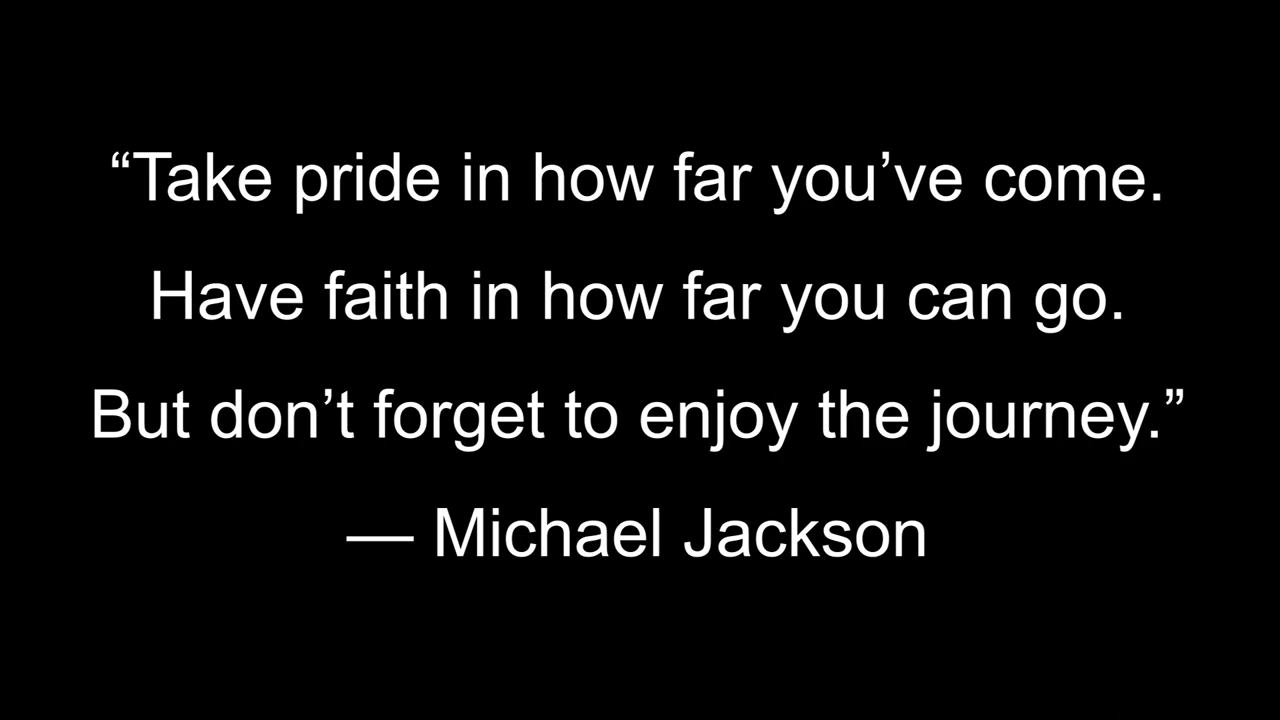 “Take pride in how far you’ve come.
Have faith in how far you can go.
But don’t forget to enjoy the journey.”
— Michael Jackson